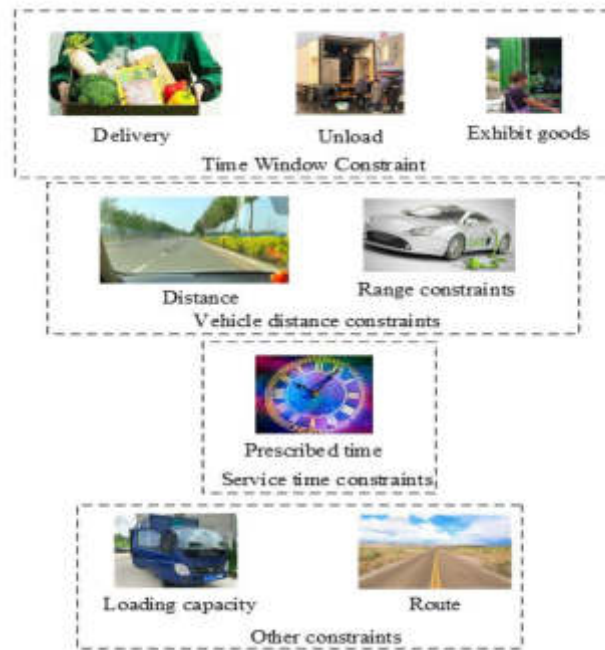 Delivery
Unload
Exhibit goods
Time Window Constraint
Distance
Range constraints
Vehicle distance constraints
Prescribed time
Service time constraints
Loading capacity
Route
Other constraints